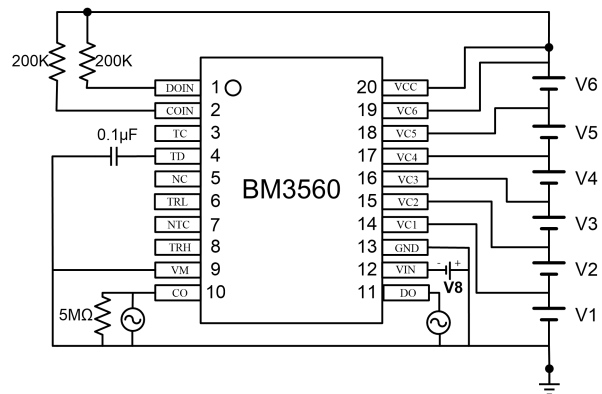 200K
200K
0.1μF
5MΩ
DOIN 1
COIN 2
TC 3
TD 4
NC 5
TRL 6
NTC 7
TRH 8
VM 9
CO 10
BM3560
20 VCC
19 VC6
18 VC5
17 VC4
16 VC3
15 VC2
14 VC1
13 GND
12 VIN
11 DO
- +
V8
V6
V5
V4
V3
V2
V1